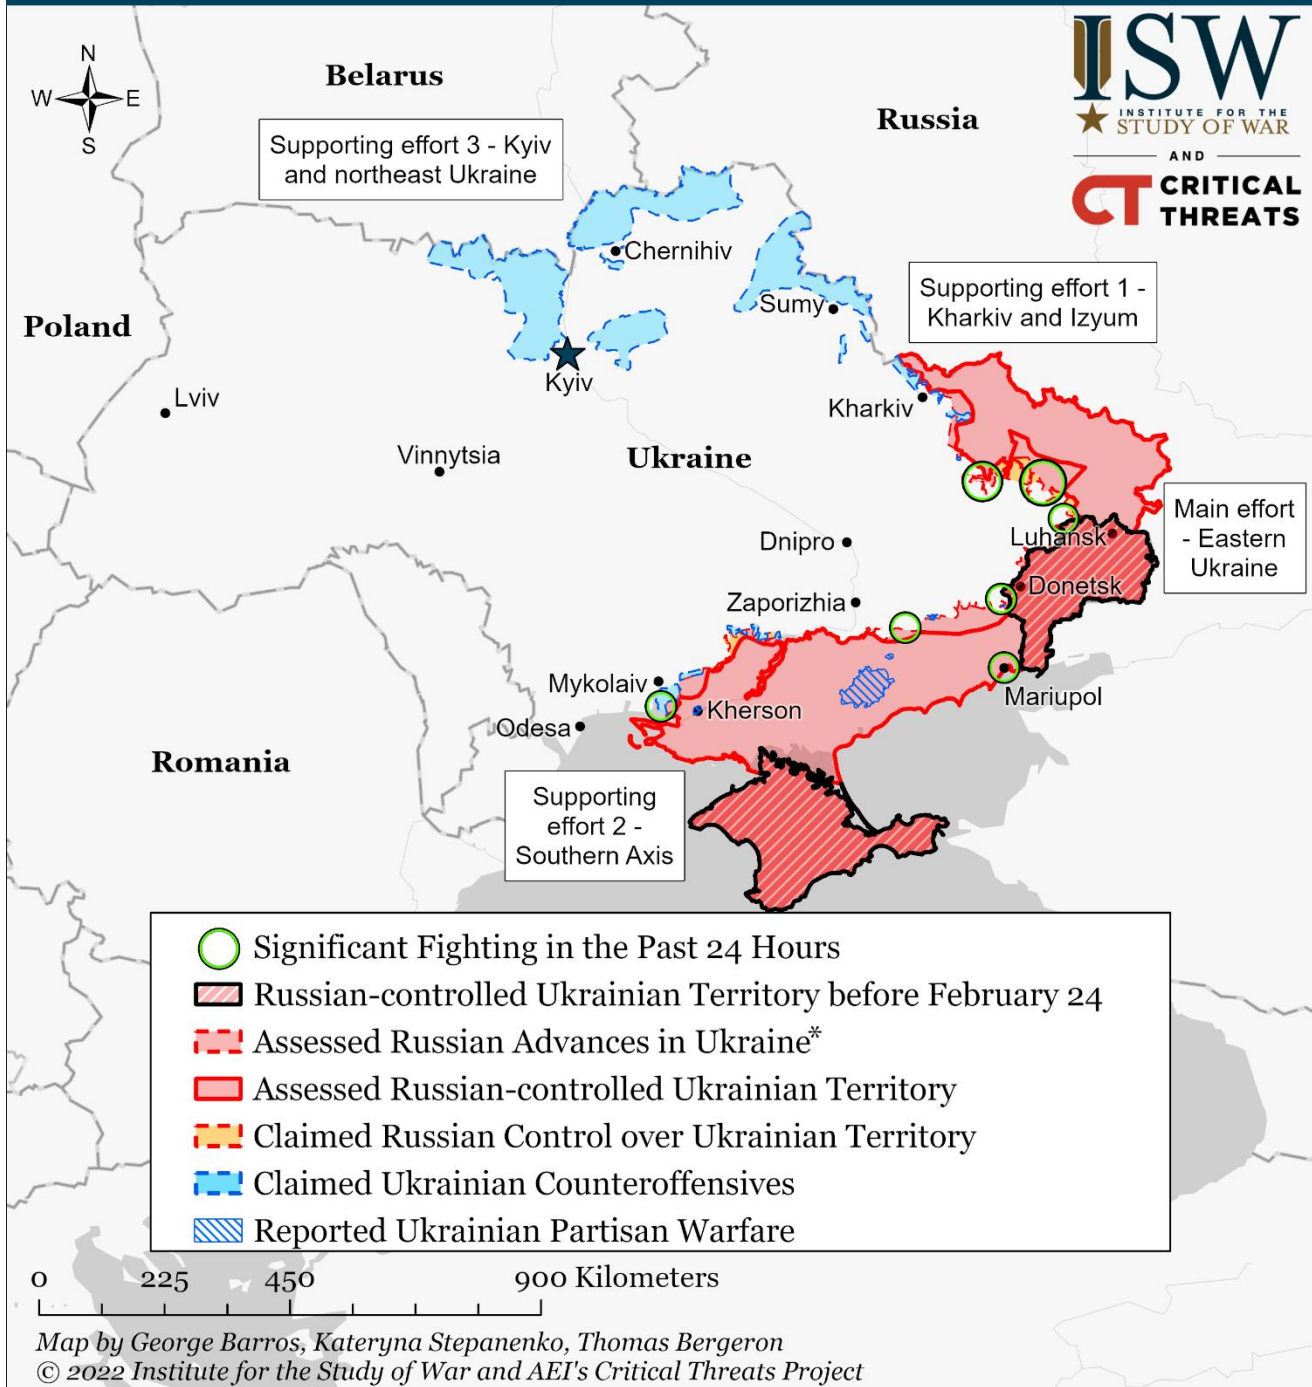 N
W E
S
Belarus
Russia
ISW
INSTITUTE FOR THE
STUDY OF WAR
AND
CT CRITICAL
THREATS
Supporting effort 3 - Kyiv
and northeast Ukraine
Chernihiv
Sumy
Supporting effort 1 -
Kharkiv and Izyum
Poland
Kyiv
Lviv
Kharkiv
Vinnytsia
Ukraine
Main effort
- Eastern
Ukraine
Luhansk
Dnipro
Donetsk
Zaporizhia
Mykolaiv
Mariupol
Kherson
Odesa
Romania
Supporting
effort 2 -
Southern Axis
Significant Fighting in the Past 24 Hours
Russian-controlled Ukrainian Territory before February 24
Assessed Russian Advances in Ukraine*
Assessed Russian-controlled Ukrainian Territory
Claimed Russian Control over Ukrainian Territory
Claimed Ukrainian Counteroffensives
Reported Ukrainian Partisan Warfare
0 225 450 900 Kilometers
Map by George Barros, Kateryna Stepanenko, Thomas Bergeron
© 2022 Institute for the Study of War and AEI's Critical Threats Project